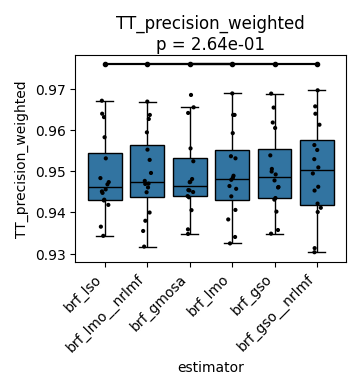 TT_precision_weighted
p = 2.64e-01
TT_precision_weighted
0.97
0.96
0.95
0.94
0.93
brf_lso
brf_lmo__nrlmf
brf_gmosa
brf_lmo
brf_gso
brf_gso__nrlmf
estimator